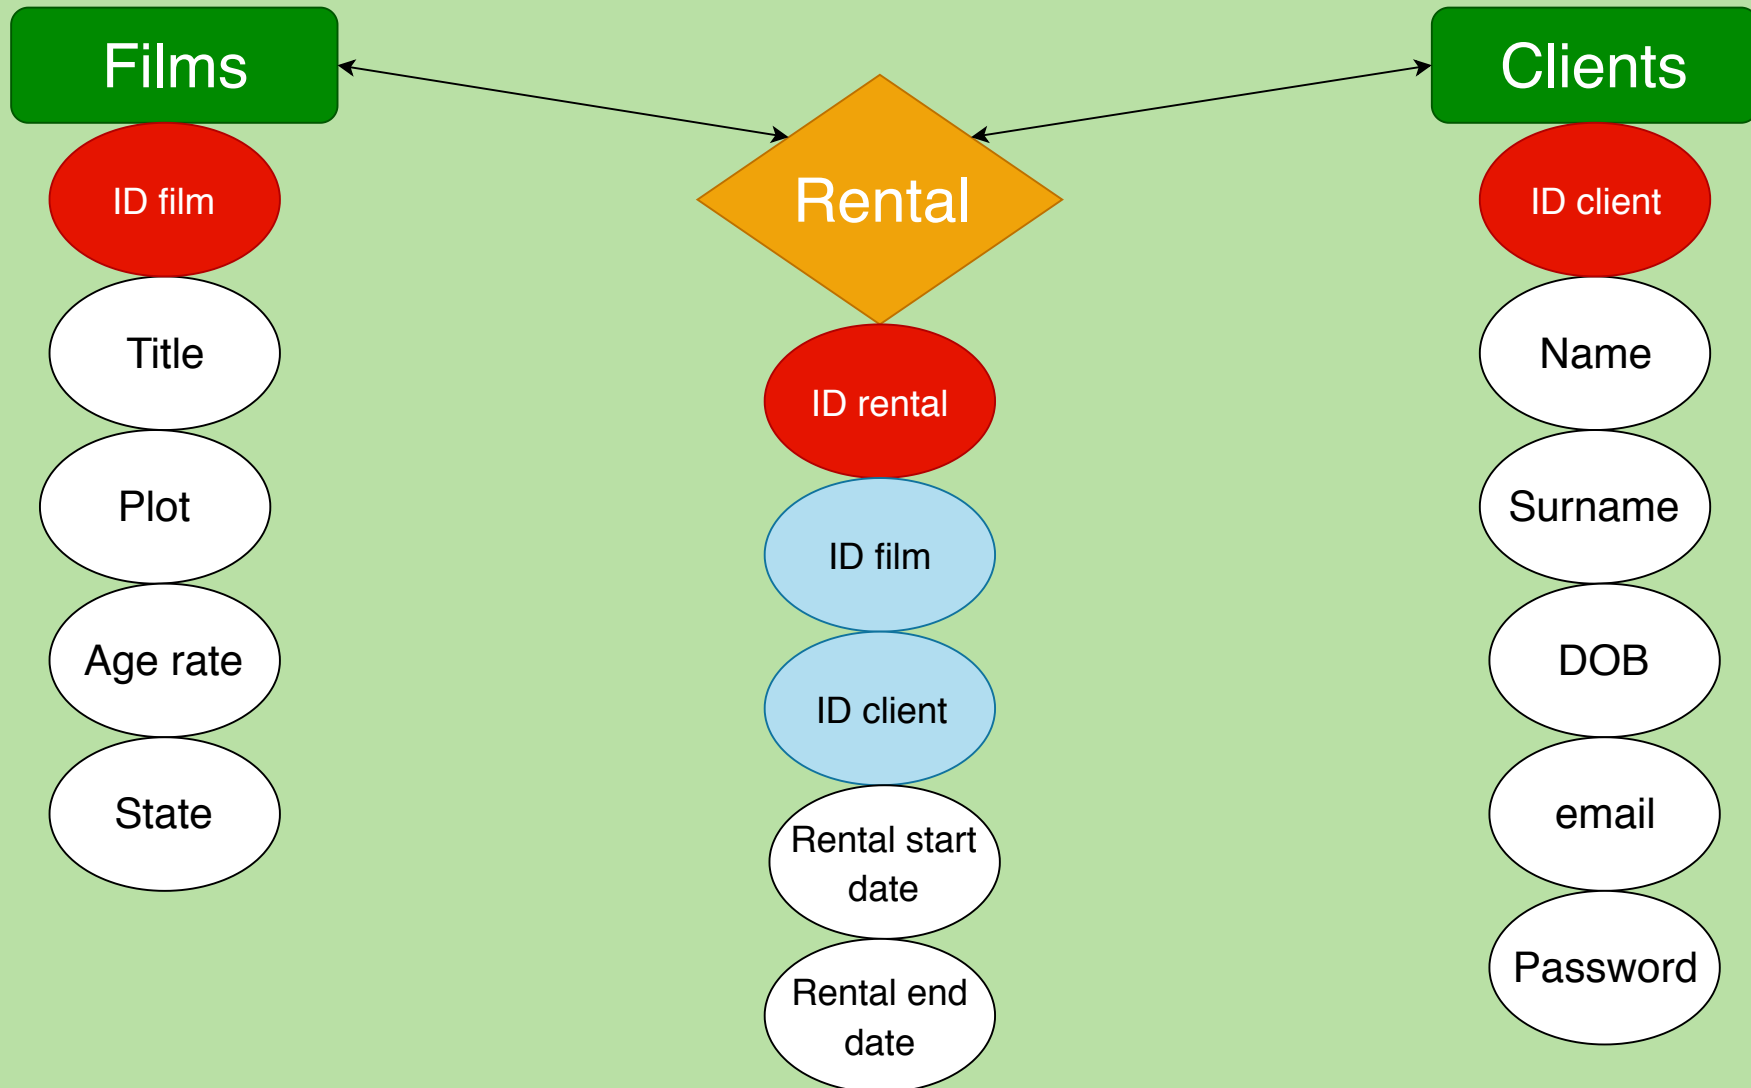 Films
ID film
Title
Plot
Age rate
State
Rental
ID rental
ID film
ID client
Rental start
date
Rental end
date
Clients
ID client
Name
Surname
DOB
email
Password